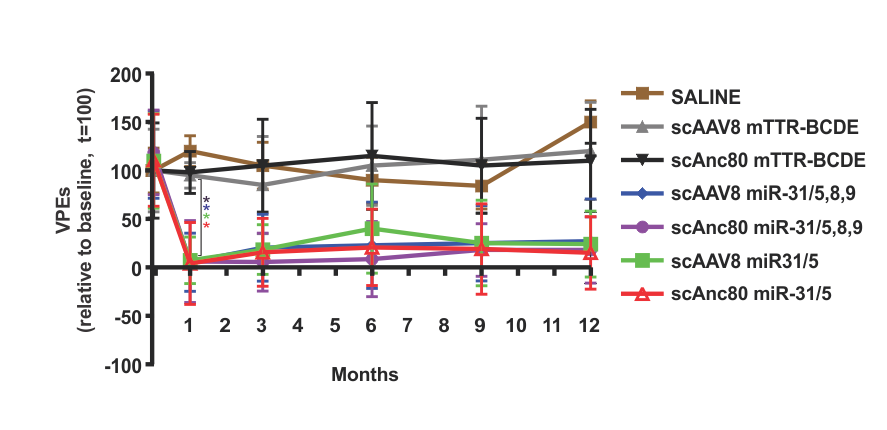 200
150
100
50
0
-50
-100
VPEs
(relative to baseline, t=100)
****
1 2 3 4 5 6 7 8 9 10 11 12
Months
SALINE
scAAV8 mTTR-BCDE
scAnc80 mTTR-BCDE
scAAV8 miR-31/5,8,9
scAnc80 miR-31/5,8,9
scAAV8 miR31/5
scAnc80 miR-31/5